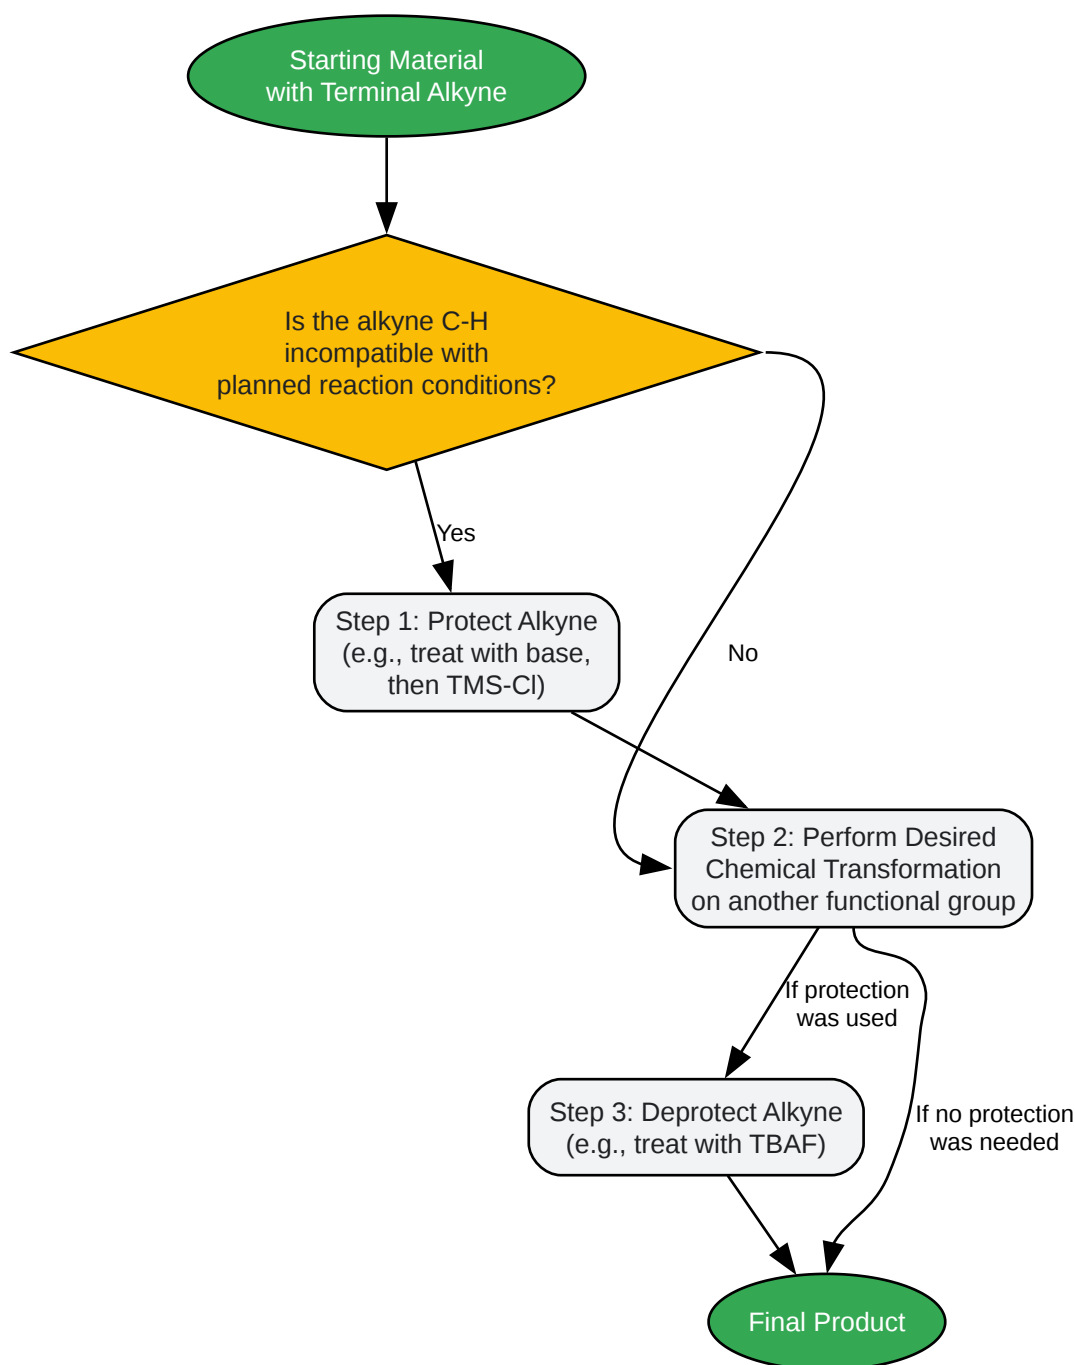 Starting Material
with Terminal Alkyne
Is the alkyne C-H
incompatible with
planned reaction conditions?
Yes
Step 1: Protect Alkyne
(e.g., treat with base,
then TMS-Cl)
No
Step 2: Perform Desired
Chemical Transformation
on another functional group
If protection
was used
Step 3: Deprotect Alkyne
(e.g., treat with TBAF)
If no protection
was needed
Final Product